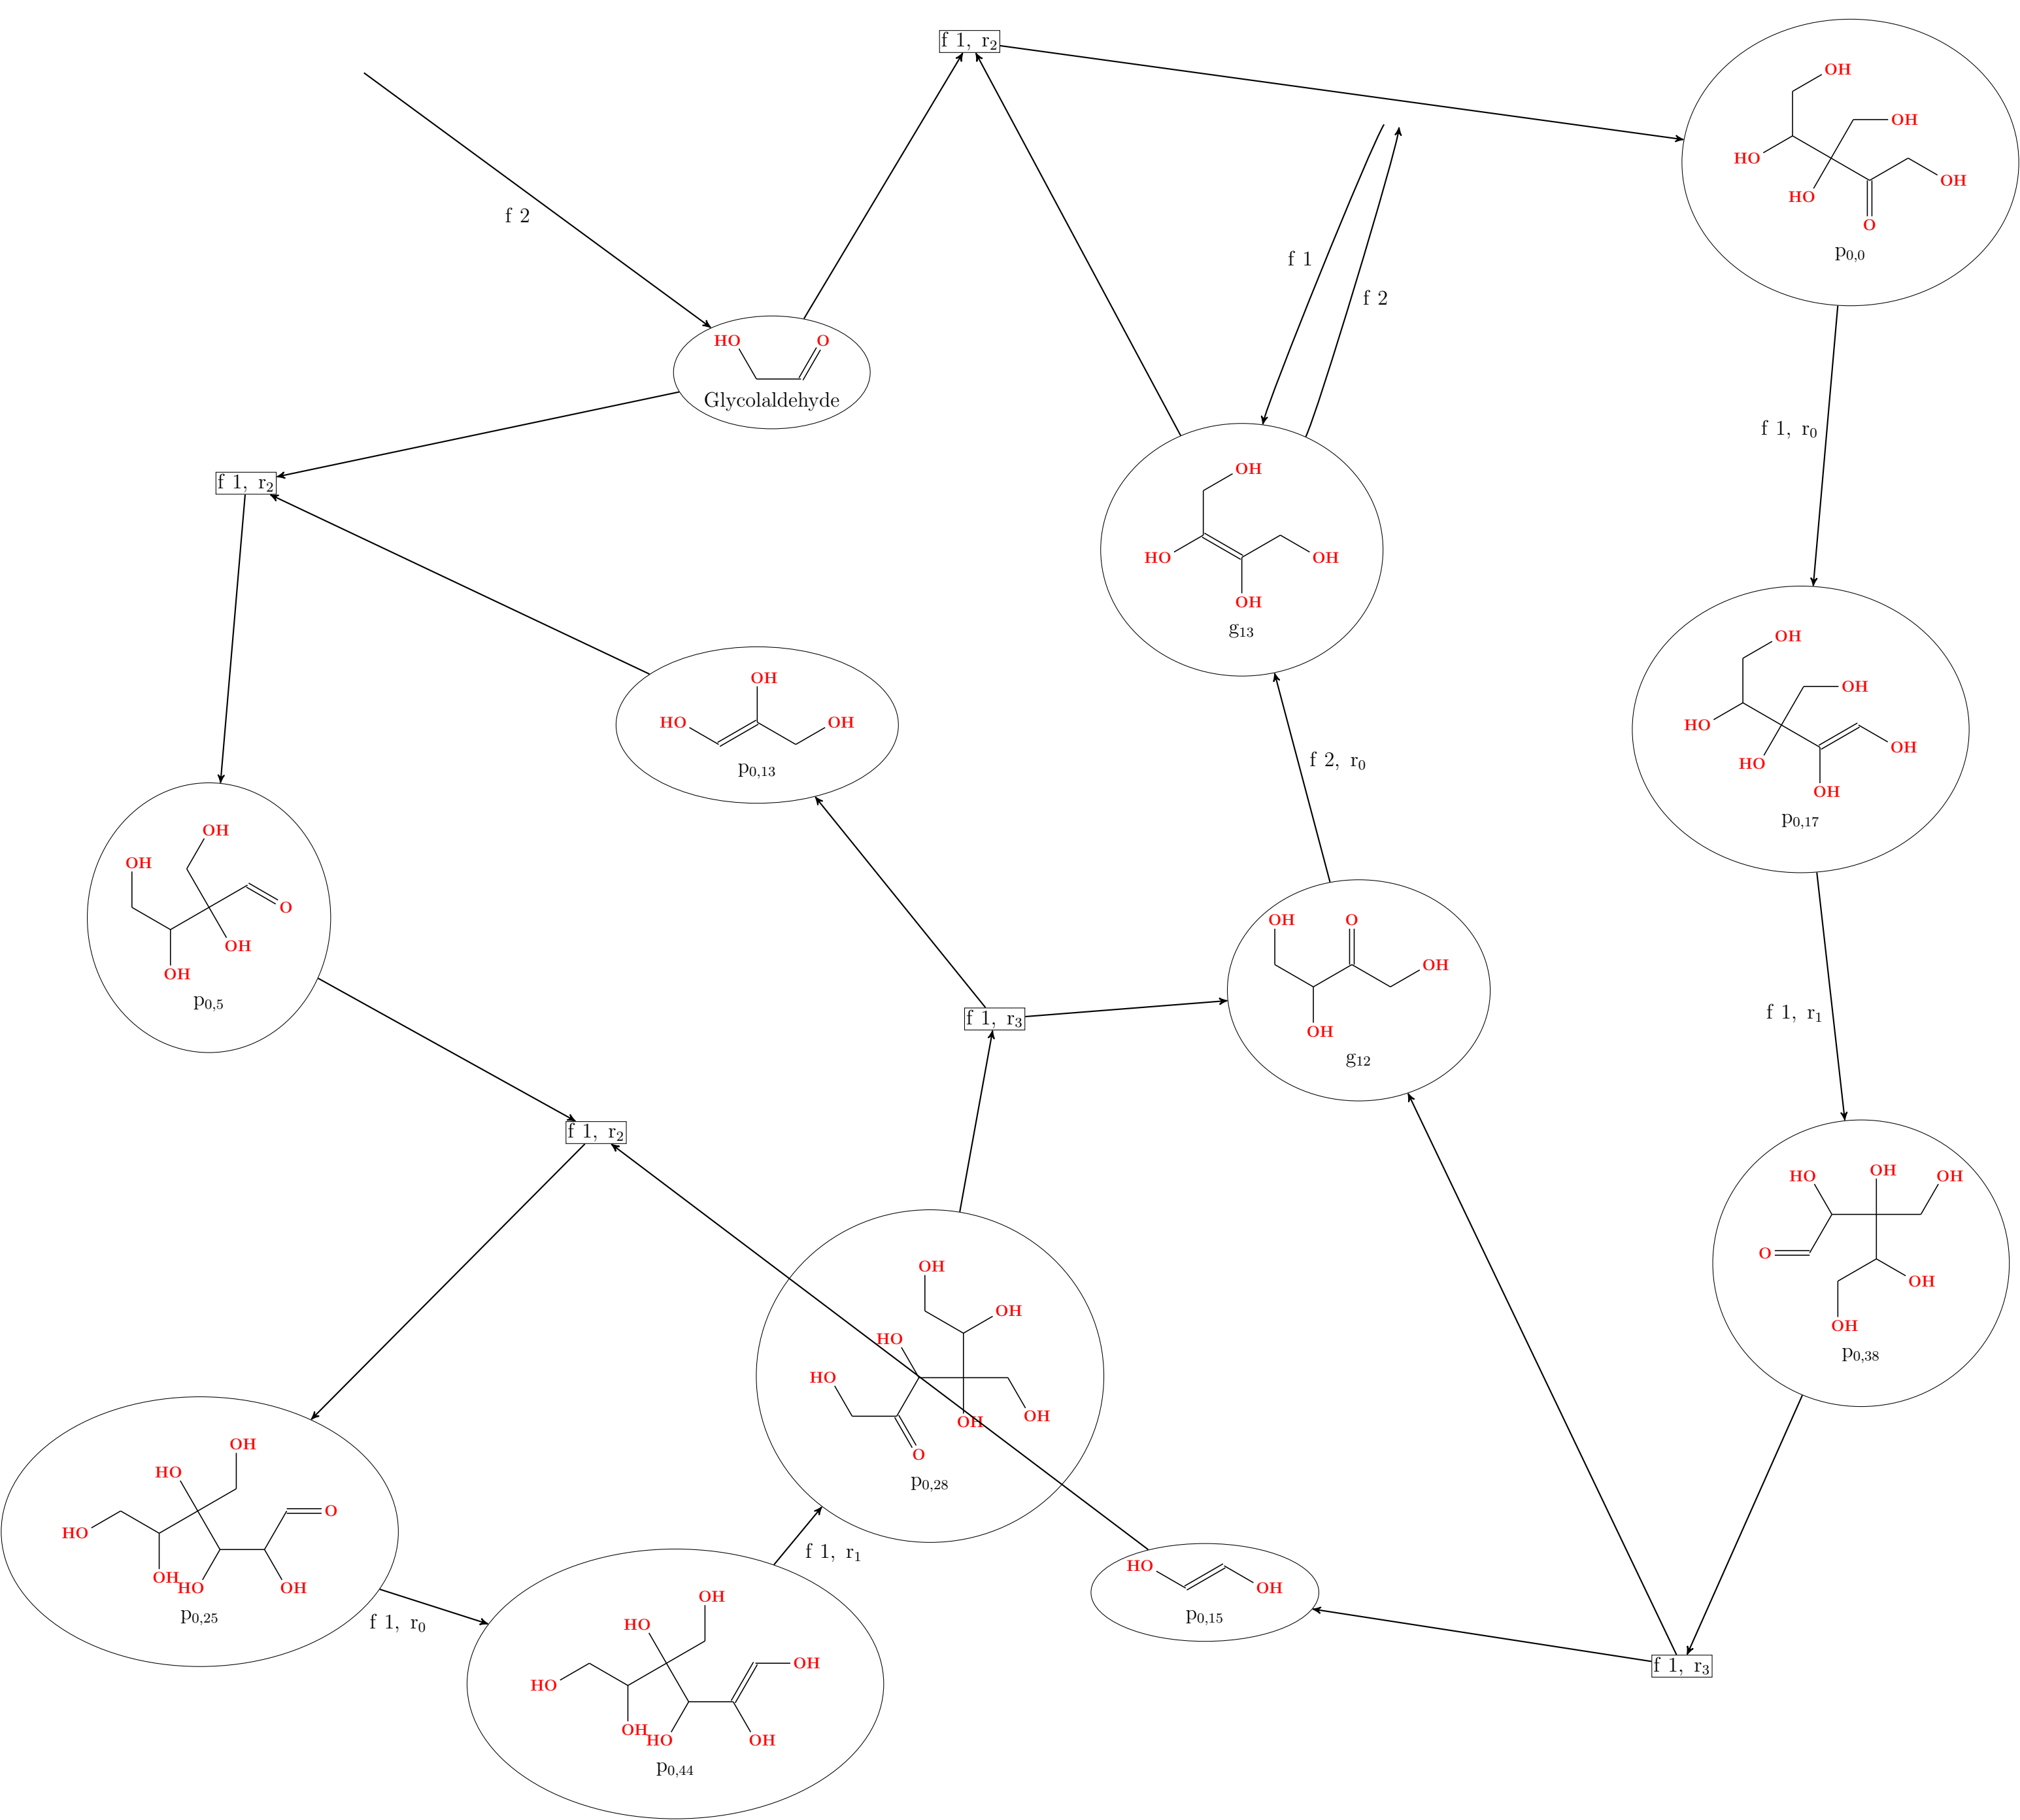 f 1, r2
OH
OH
HO
HO
OH
O
p0,0
f 2
f 1
f 2
HO
O
Glycolaldehyde
f 1, r0
f 1, r2
OH
HO
OH
OH
g13
OH
HO
OH
p0,13
OH
OH
HO
HO
OH
OH
p0,17
f 2, r0
OH
OH
O
OH
OH
p0,5
OH
O
OH
OH
g12
f 1, r3
f 1, r1
f 1, r2
HO
OH
OH
O
OH
OH
p0,38
OH
OH
HO
HO
OH
OH
O
p0,28
OH
HO
O
HO
OH
HO
OH
p0,25
f 1, r0
f 1, r1
HO
OH
p0,15
f 1, r3
OH
HO
OH
HO
OH
HO
OH
p0,44